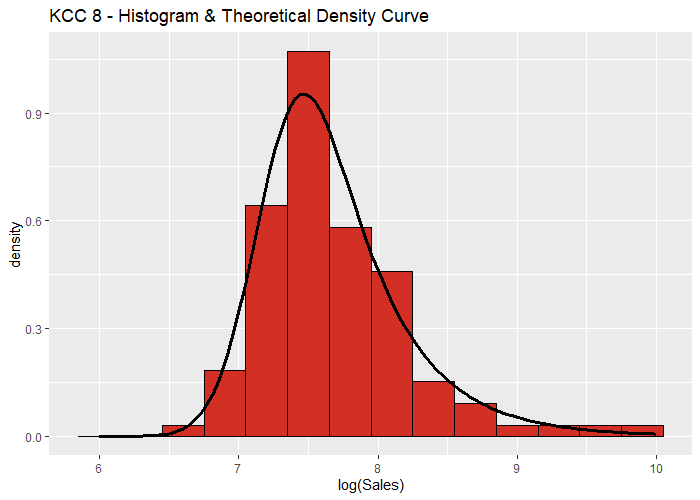 KCC 8 - Histogram & Theoretical Density Curve
density
0.9
0.6
0.3
0.0
6 7 8 9 10
log(Sales)